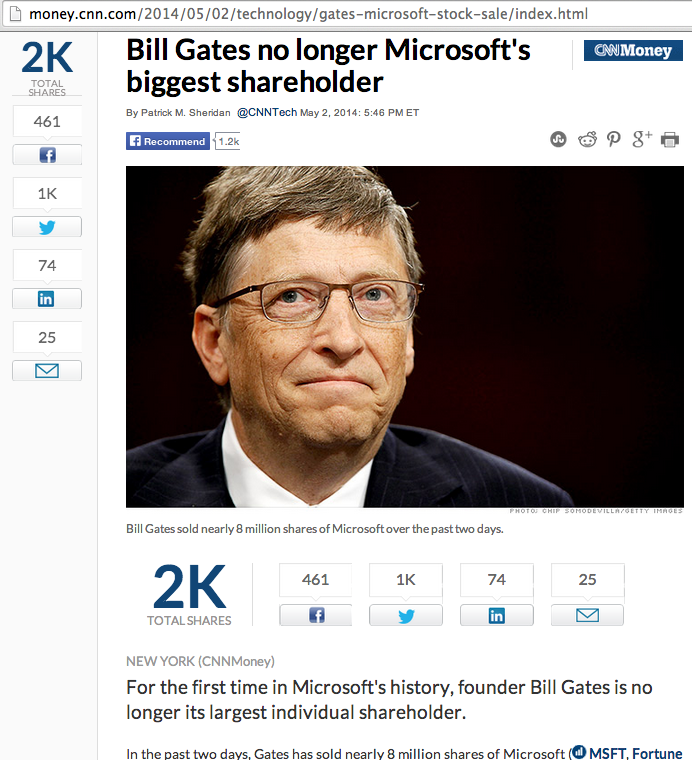 money.cnn.com/2014/05/02/technology/gates-microsoft-stock-sale/index.html
2K
TOTAL
SHARES
461
1K
74
25
Bill Gates no longer Microsoft's
biggest shareholder
CNNMoney
By Patrick M. Sheridan @CNNTech May 2, 2014: 5:46 PM ET
f Recommend 1.2k
g+
PHOTO: CHIP SOMODEVILLA/GETTY IMAGES
Bill Gates sold nearly 8 million shares of Microsoft over the past two days.
2K
TOTAL SHARES
461 1K 74 25
f in
NEW YORK (CNNMoney)
For the first time in Microsoft's history, founder Bill Gates is no
longer its largest individual shareholder.
In the past two days, Gates has sold nearly 8 million shares of Microsoft (MSFT, Fortune